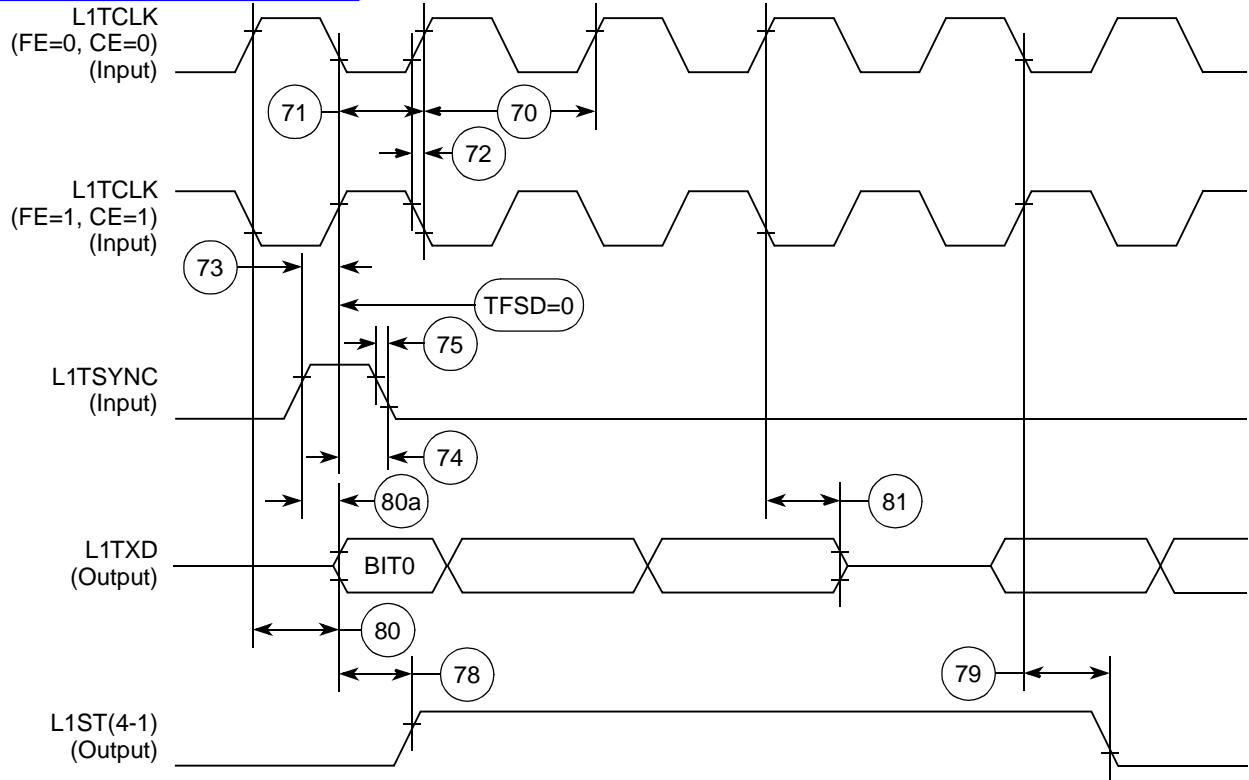 L1TCLK
(FE=0, CE=0)
(Input)
71
70
72
L1TCLK
(FE=1, CE=1)
(Input)
73
TFSD=0
75
L1TSYNC
(Input)
74
80a
81
L1TXD
(Output)
BIT0
80
78
79
L1ST(4-1)
(Output)